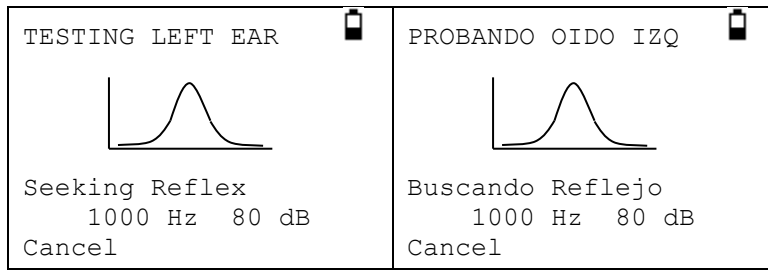 TESTING LEFT EAR
Seeking Reflex
1000 Hz 80 dB
Cancel
PROBANDO OIDO IZQ
Buscando Reflejo
1000 Hz 80 dB
Cancel